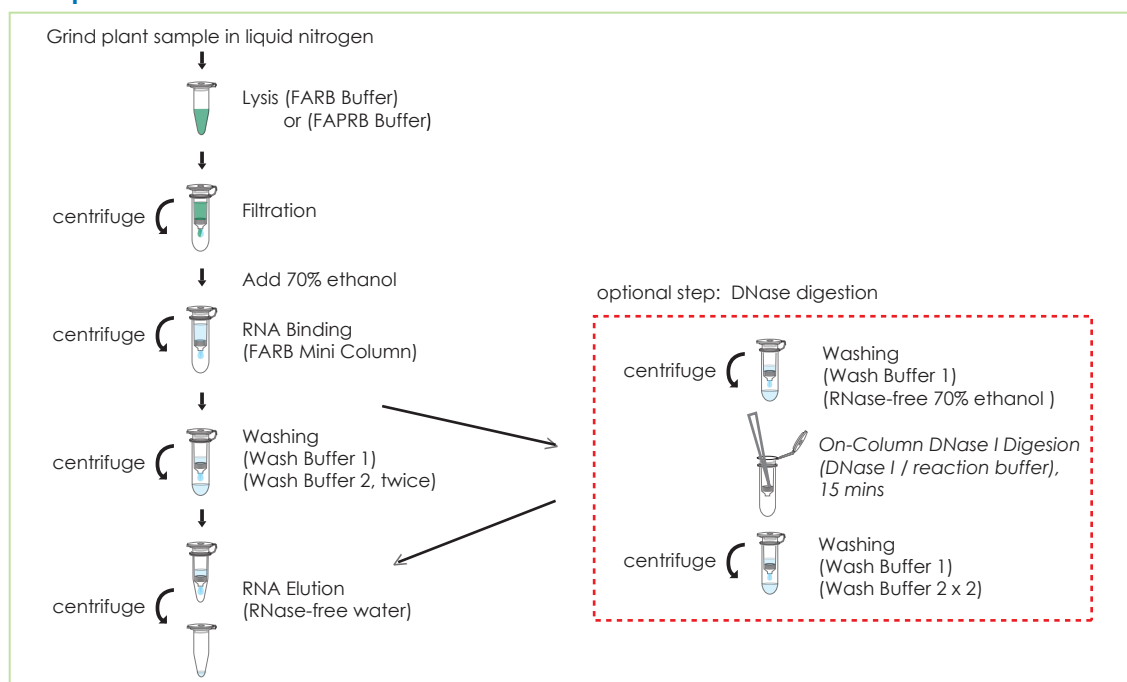 Grind plant sample in liquid nitrogen
Lysis (FARB Buffer)
or (FAPRB Buffer)
centrifuge
Filtration
Add 70% ethanol
centrifuge
RNA Binding
(FARB Mini Column)
centrifuge
Washing
(Wash Buffer 1)
(Wash Buffer 2, twice)
centrifuge
RNA Elution
(RNase-free water)
optional step: DNase digestion
centrifuge
Washing
(Wash Buffer 1)
(RNase-free 70% ethanol )
On-Column DNase I Digesion
(DNase I / reaction buffer),
15 mins
centrifuge
Washing
(Wash Buffer 1)
(Wash Buffer 2 x 2)